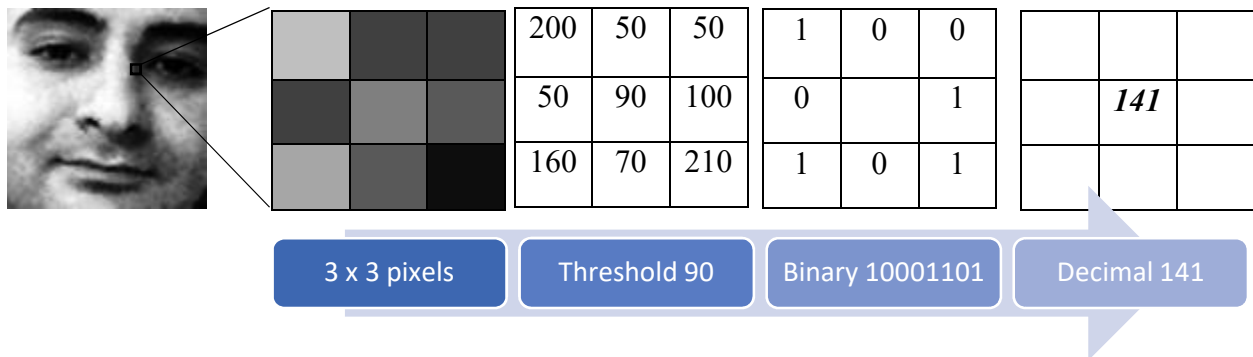 200 50 50 1 0 0
50 90 100 0 1 141
160 70 210 1 0 1
3 x 3 pixels Threshold 90 Binary 10001101 Decimal 141